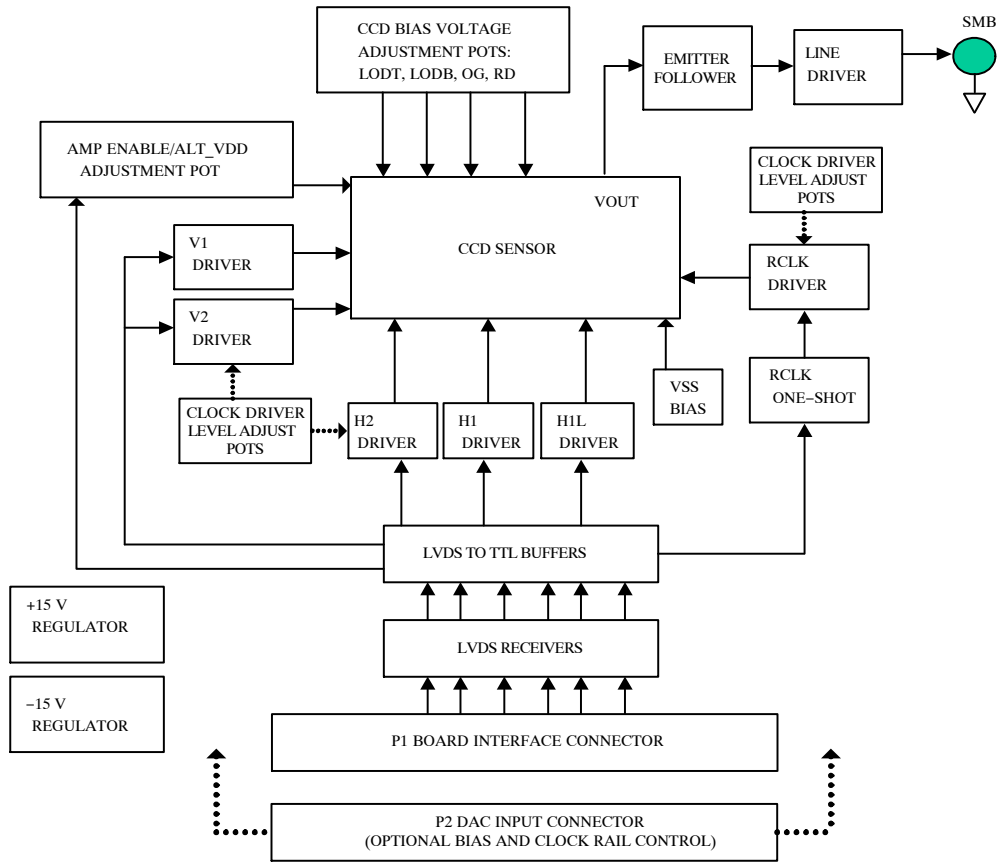 CCD BIAS VOLTAGE
ADJUSTMENT POTS:
LODT, LODB, OG, RD
EMITTER
FOLLOWER
LINE
DRIVER
SMB
AMP ENABLE/ALT_VDD
ADJUSTMENT POT
CLOCK DRIVER
LEVEL ADJUST
POTS
VOUT
CCD SENSOR
V1
DRIVER
RCLK
DRIVER
V2
DRIVER
VSS
BIAS
RCLK
ONE−SHOT
CLOCK DRIVER
LEVEL ADJUST
POTS
H2
DRIVER
H1
DRIVER
H1L
DRIVER
LVDS TO TTL BUFFERS
+15 V
REGULATOR
LVDS RECEIVERS
−15 V
REGULATOR
P1 BOARD INTERFACE CONNECTOR
P2 DAC INPUT CONNECTOR
(OPTIONAL BIAS AND CLOCK RAIL CONTROL)